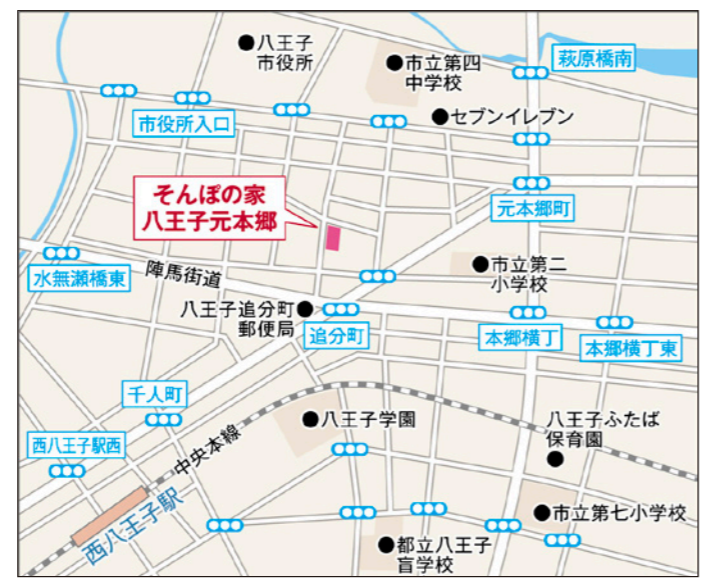 八王子
市役所
市立第四
中学校
萩原橋南
セブンイレブン
市役所入口
そんぽの家
八王子元本郷
元本郷町
水無瀬橋東
陣馬街道
市立第二
小学校
八王子追分町
郵便局
追分町
本郷横丁
本郷横丁東
千人町
八王子学園
八王子ふたば
保育園
西八王子駅西
中央本線
西八王子駅
市立第七小学校
都立八王子
盲学校